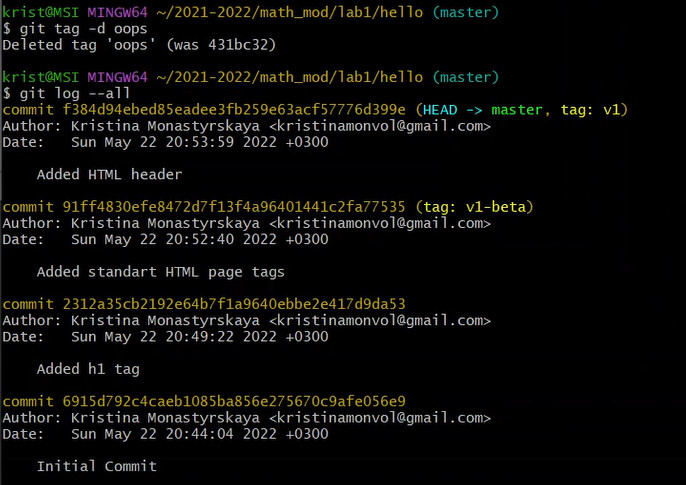 krist@MSI MINGW64 ~/2021-2022/math_mod/lab1/hello (master)
$ git tag -d oops
Deleted tag 'oops' (was 431bc32)
krist@MSI MINGW64 ~/2021-2022/math_mod/lab1/hello (master)
$ git log --all
commit f384d94ebed85eadee3fb259e63acf57776d399e (HEAD -> master, tag: v1)
Author: Kristina Monastyrskaya <kristinamonvol@gmail.com>
Date:   Sun May 22 20:53:59 2022 +0300
Added HTML header
commit 91ff4830efe8472d7f13f4a96401441c2fa77535 (tag: v1-beta)
Author: Kristina Monastyrskaya <kristinamonvol@gmail.com>
Date:   Sun May 22 20:52:40 2022 +0300
Added standart HTML page tags
commit 2312a35cb2192e64b7f1a9640ebbe2e417d9da53
Author: Kristina Monastyrskaya <kristinamonvol@gmail.com>
Date:   Sun May 22 20:49:22 2022 +0300
Added h1 tag
commit 6915d792c4caeb1085ba856e275670c9afe056e9
Author: Kristina Monastyrskaya <kristinamonvol@gmail.com>
Date:   Sun May 22 20:44:04 2022 +0300
Initial Commit